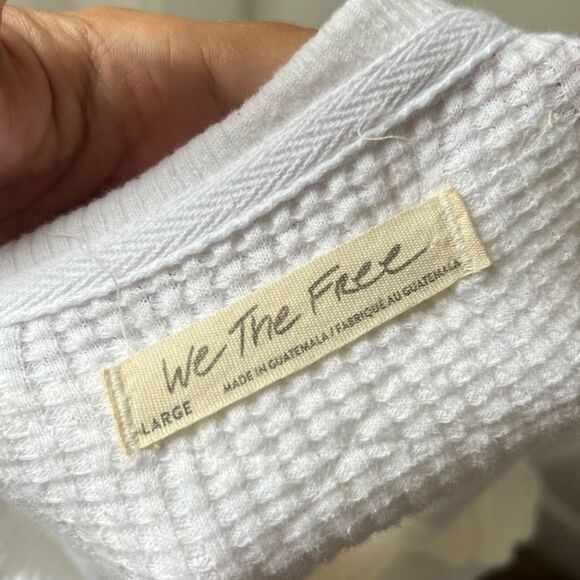 We The Free
MADE IN GUATEMALA / FABRIQUÉ AU GUATEMALA
LARGE